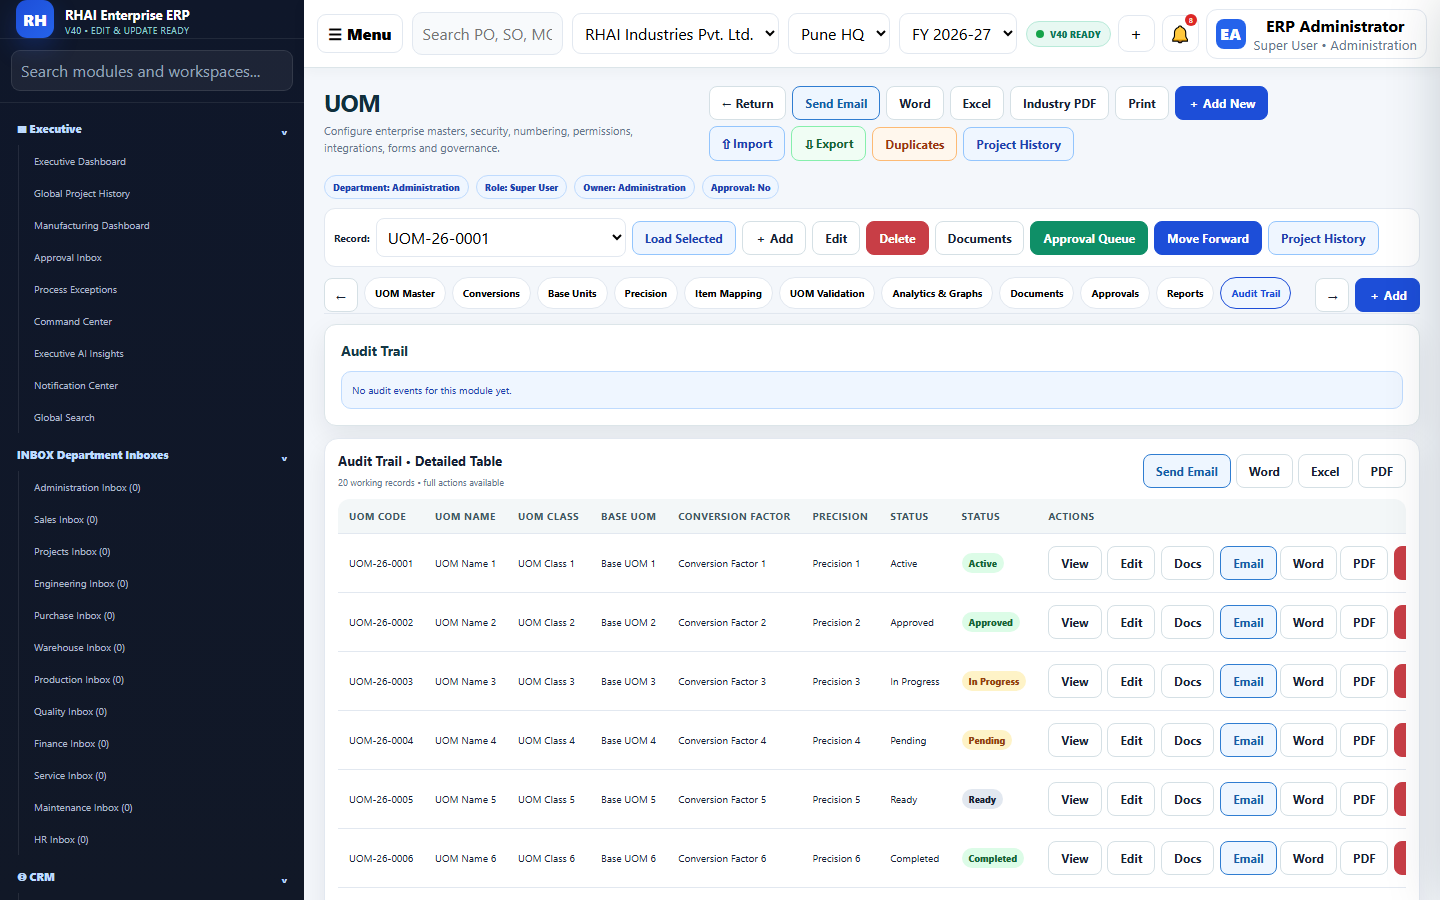 RH RHAI Enterprise ERP
V40 • EDIT & UPDATE READY
Search modules and workspaces...
Executive
Executive Dashboard
Global Project History
Manufacturing Dashboard
Approval Inbox
Process Exceptions
Command Center
Executive AI Insights
Notification Center
Global Search
INBOX Department Inboxes
Administration Inbox (0)
Sales Inbox (0)
Projects Inbox (0)
Engineering Inbox (0)
Purchase Inbox (0)
Warehouse Inbox (0)
Production Inbox (0)
Quality Inbox (0)
Finance Inbox (0)
Service Inbox (0)
Maintenance Inbox (0)
HR Inbox (0)
CRM
☰ Menu Search PO, SO, MC RHAI Industries Pvt. Ltd. Pune HQ FY 2026-27 V40 READY + 8 EA ERP Administrator
Super User • Administration
UOM
Configure enterprise masters, security, numbering, permissions,
integrations, forms and governance.
← Return Send Email Word Excel Industry PDF Print + Add New
⇧ Import ⇩ Export Duplicates Project History
Department: Administration Role: Super User Owner: Administration Approval: No
Record: UOM-26-0001 Load Selected + Add Edit Delete Documents Approval Queue Move Forward Project History
← UOM Master Conversions Base Units Precision Item Mapping UOM Validation Analytics & Graphs Documents Approvals Reports Audit Trail → + Add
Audit Trail
No audit events for this module yet.
Audit Trail • Detailed Table
20 working records • full actions available
Send Email Word Excel PDF
UOM CODE UOM NAME UOM CLASS BASE UOM CONVERSION FACTOR PRECISION STATUS STATUS ACTIONS
UOM-26-0001 UOM Name 1 UOM Class 1 Base UOM 1 Conversion Factor 1 Precision 1 Active Active View Edit Docs Email Word PDF
UOM-26-0002 UOM Name 2 UOM Class 2 Base UOM 2 Conversion Factor 2 Precision 2 Approved Approved View Edit Docs Email Word PDF
UOM-26-0003 UOM Name 3 UOM Class 3 Base UOM 3 Conversion Factor 3 Precision 3 In Progress In Progress View Edit Docs Email Word PDF
UOM-26-0004 UOM Name 4 UOM Class 4 Base UOM 4 Conversion Factor 4 Precision 4 Pending Pending View Edit Docs Email Word PDF
UOM-26-0005 UOM Name 5 UOM Class 5 Base UOM 5 Conversion Factor 5 Precision 5 Ready Ready View Edit Docs Email Word PDF
UOM-26-0006 UOM Name 6 UOM Class 6 Base UOM 6 Conversion Factor 6 Precision 6 Completed Completed View Edit Docs Email Word PDF